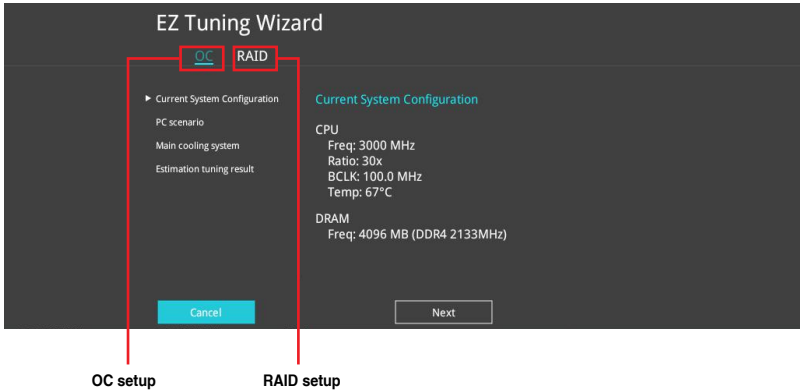 EZ Tuning Wizard
OC RAID
Current System Configuration
PC scenario
Main cooling system
Estimation tuning result
Current System Configuration
CPU
Freq: 3000 MHz
Ratio: 30x
BCLK: 100.0 MHz
Temp: 67°C
DRAM
Freq: 4096 MB (DDR4 2133MHz)
Cancel Next
OC setup RAID setup